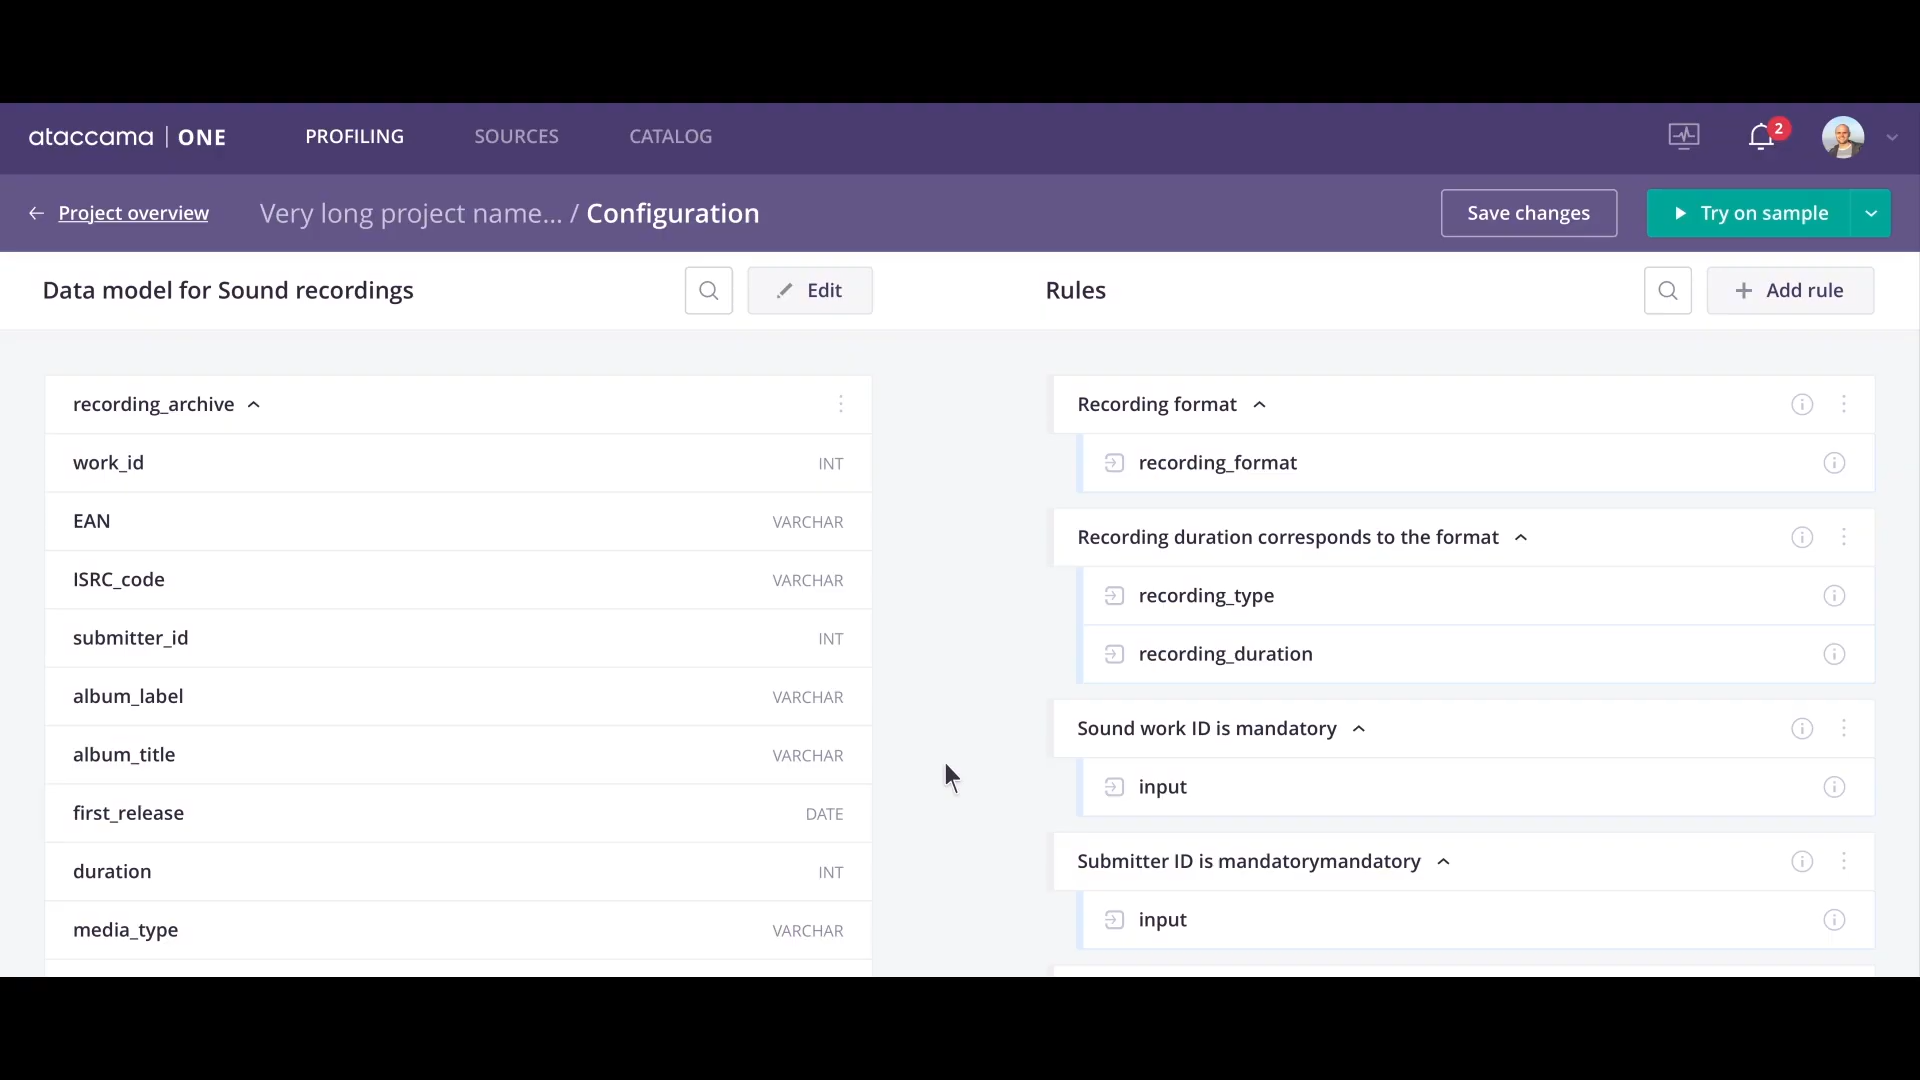 ataccama | ONE PROFILING SOURCES CATALOG 2
Project overview Very long project name... / Configuration Save changes Try on sample
Data model for Sound recordings Edit
recording_archive
work_id INT
EAN VARCHAR
ISRC_code VARCHAR
submitter_id INT
album_label VARCHAR
album_title VARCHAR
first_release DATE
duration INT
media_type VARCHAR
Rules Add rule
Recording format
recording_format
Recording duration corresponds to the format
recording_type
recording_duration
Sound work ID is mandatory
input
Submitter ID is mandatorymandatory
input